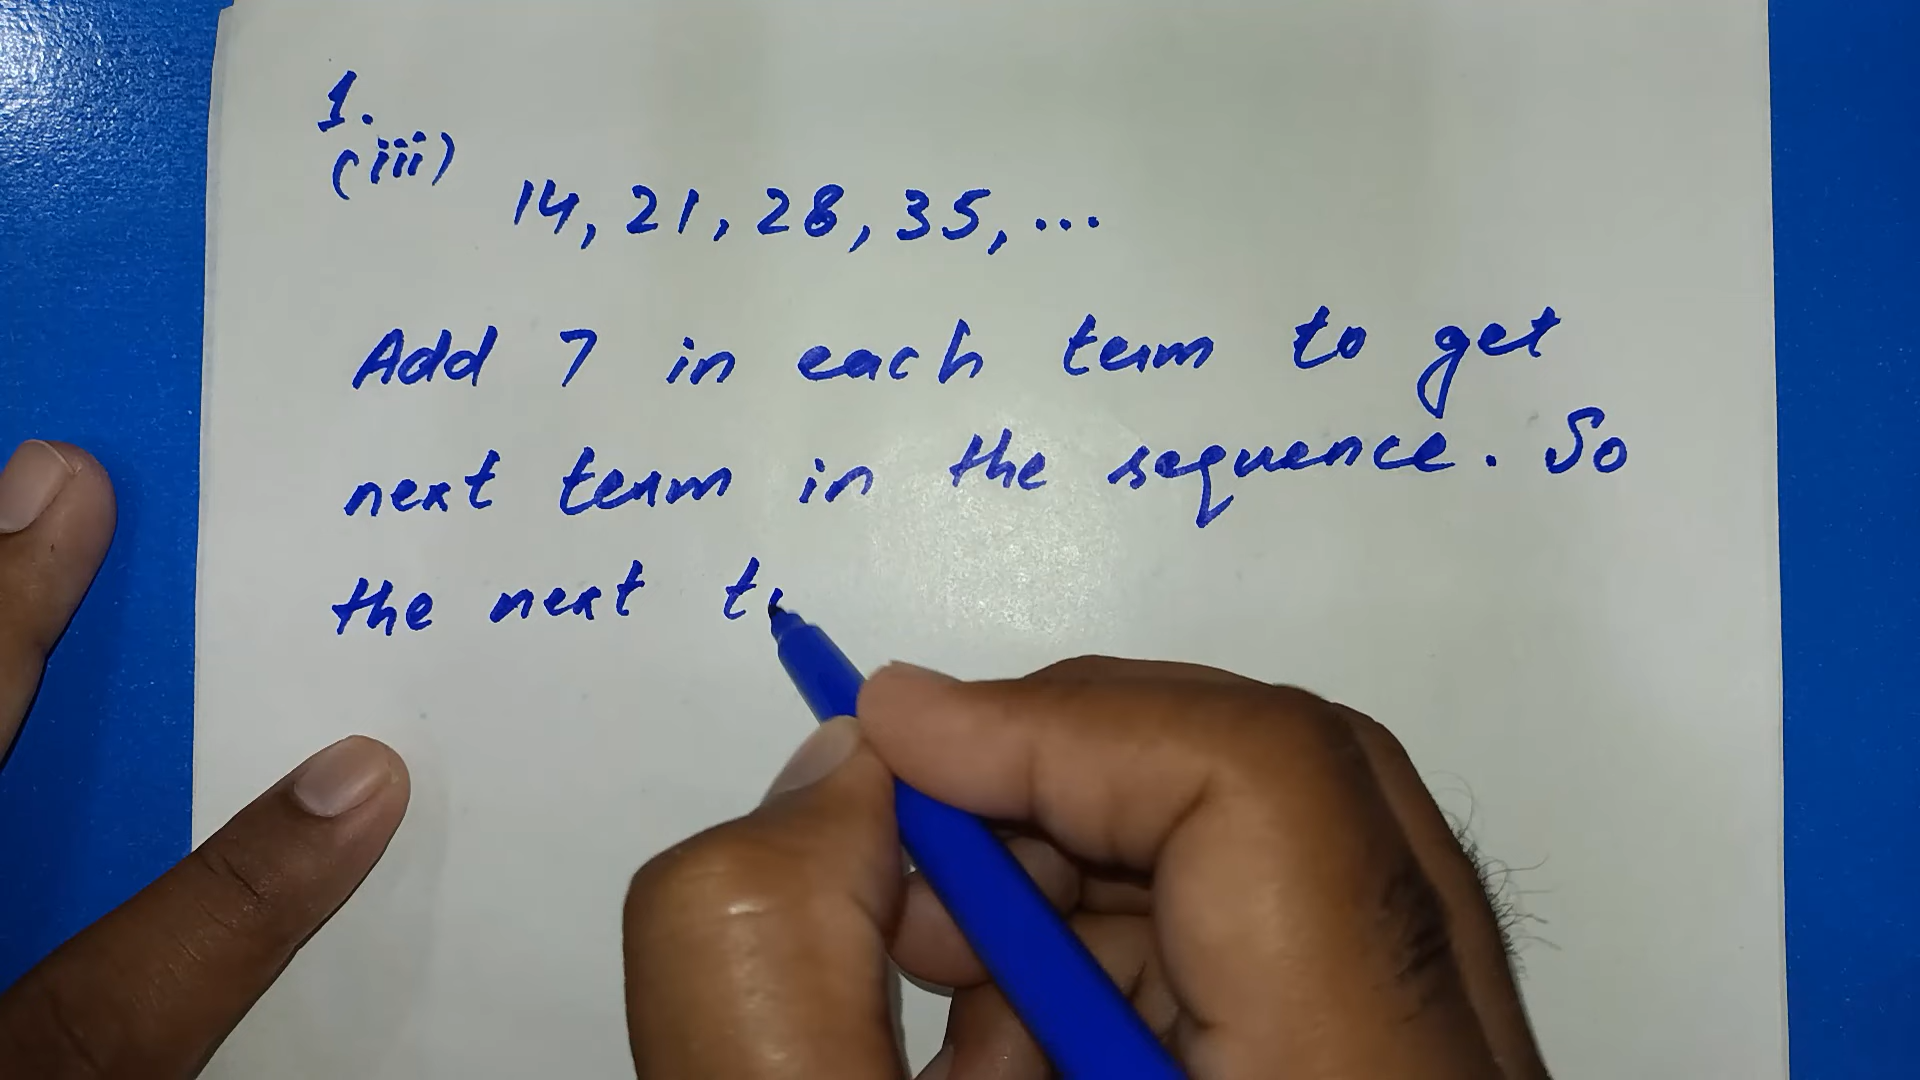 1.
(iii)
14, 21, 28, 35, ...
Add 7 in each term to get
next term in the sequence. So
the next